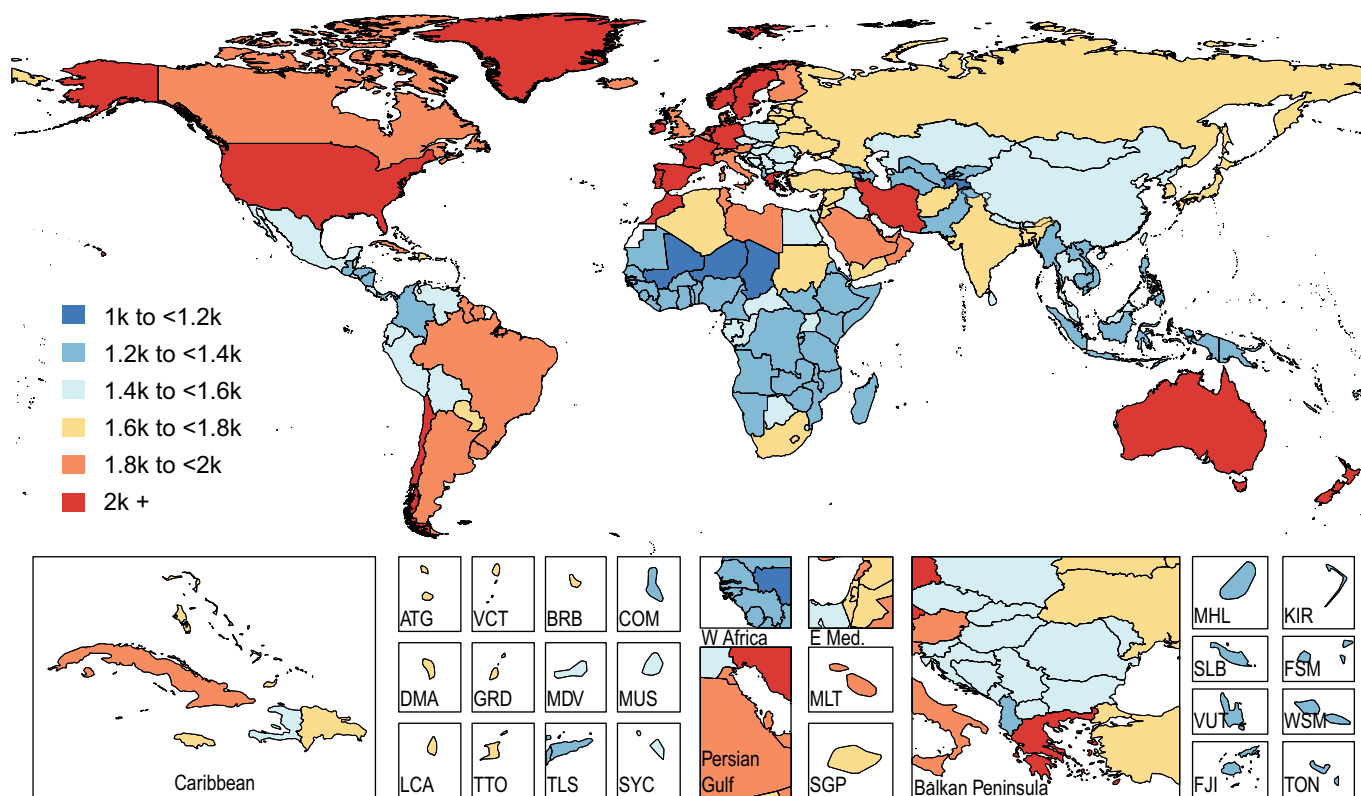 1k to <1.2k
1.2k to <1.4k
1.4k to <1.6k
1.6k to <1.8k
1.8k to <2k
2k +
Caribbean
ATG
VCT
BRB
COM
DMA
GRD
MDV
MUS
LCA
TTO
TLS
SYC
W Africa
E Med.
Persian
Gulf
MLT
SGP
Balkan Peninsula
MHL
KIR
SLB
FSM
VUT
WSM
FJI
TON